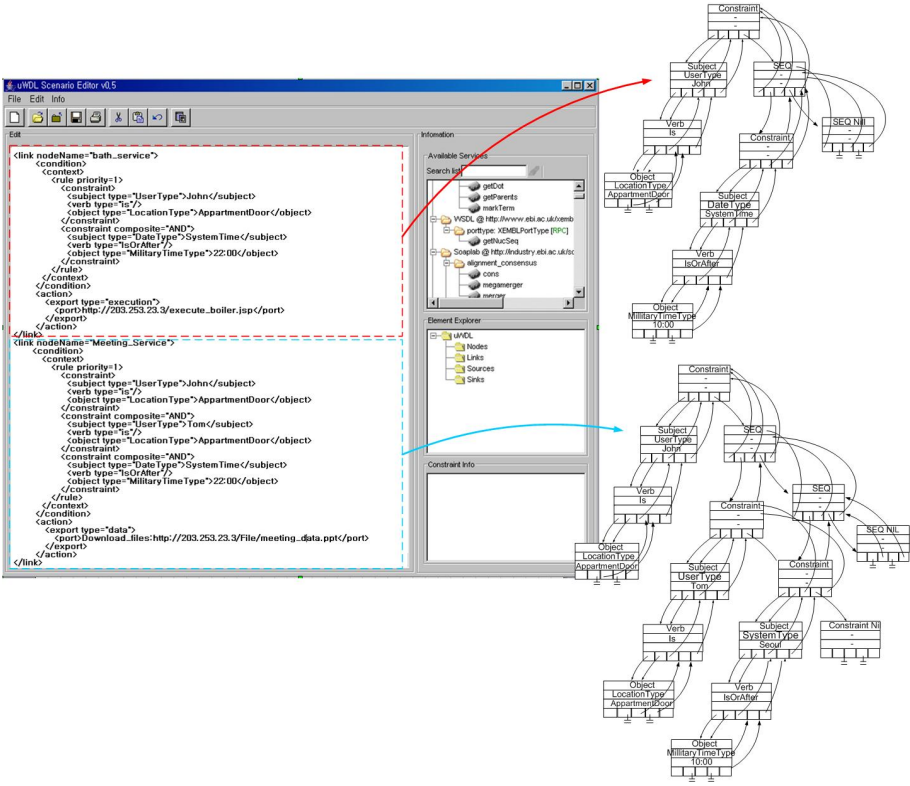 uWDL Scenario Editor v0,5
File Edit Info
Edit
<link nodeName="bath_service">
<condition>
<context>
<rule priority=1>
<constraint>
<subject type="UserType">John</subject>
<verb type="is"/>
<object type="LocationType">AppartmentDoor</object>
</constraint>
<constraint composite="AND">
<subject type="DateType">SystemTime</subject>
<verb type="IsOrAfter"/>
<object type="MilitaryTimeType">22:00</object>
</constraint>
</rule>
</context>
</condition>
<action>
<export type="execution">
<port>http://203.253.23.3/execute_boiler.jsp</port>
</export>
</action>
</link>
<link nodeName="Meeting_Service">
<condition>
<context>
<rule priority=1>
<constraint>
<subject type="UserType">John</subject>
<verb type="is"/>
<object type="LocationType">AppartmentDoor</object>
</constraint>
<constraint composite="AND">
<subject type="UserType">Tom</subject>
<verb type="is"/>
<object type="LocationType">AppartmentDoor</object>
</constraint>
<constraint composite="AND">
<subject type="DateType">SystemTime</subject>
<verb type="IsOrAfter"/>
<object type="MilitaryTimeType">22:00</object>
</constraint>
</rule>
</context>
</condition>
<action>
<export type="data">
<port>Download_files:http://203.253.23.3/File/meeting_data.ppt</port>
</export>
</action>
</link>
Infomation
Available Services
Search list
getDot
getParents
markTerm
WSDL @ http://www.ebi.ac.uk/xemb
porttype: XEMBLPortType [RPC]
getNucSeq
Soaplab @ http://industry.ebi.ac.uk/so
alignment_consensus
cons
megamerger
merger
Element Explorer
uWDL
Nodes
Links
Sources
Sinks
Constraint Info
Constraint
-
-
Subject
UserType
John
SEQ
-
-
Verb
Is
SEQ Nill
-
-
Constraint
-
-
Object
LocationType
AppartmentDoor
Subject
DateType
SystemTime
Verb
IsOrAfter
Object
MillitaryTimeType
10:00
Constraint
-
-
Subject
UserType
John
SEQ
-
-
Verb
Is
SEQ
-
-
Constraint
-
-
SEQ NIL
-
-
Object
LocationType
AppartmentDoor
Subject
UserType
Tom
Constraint
-
-
Verb
Is
Subject
SystemType
Seoul
Constraint Ni
-
-
Object
LocationType
AppartmentDoor
Verb
IsOrAfter
Object
MillitaryTimeType
10:00